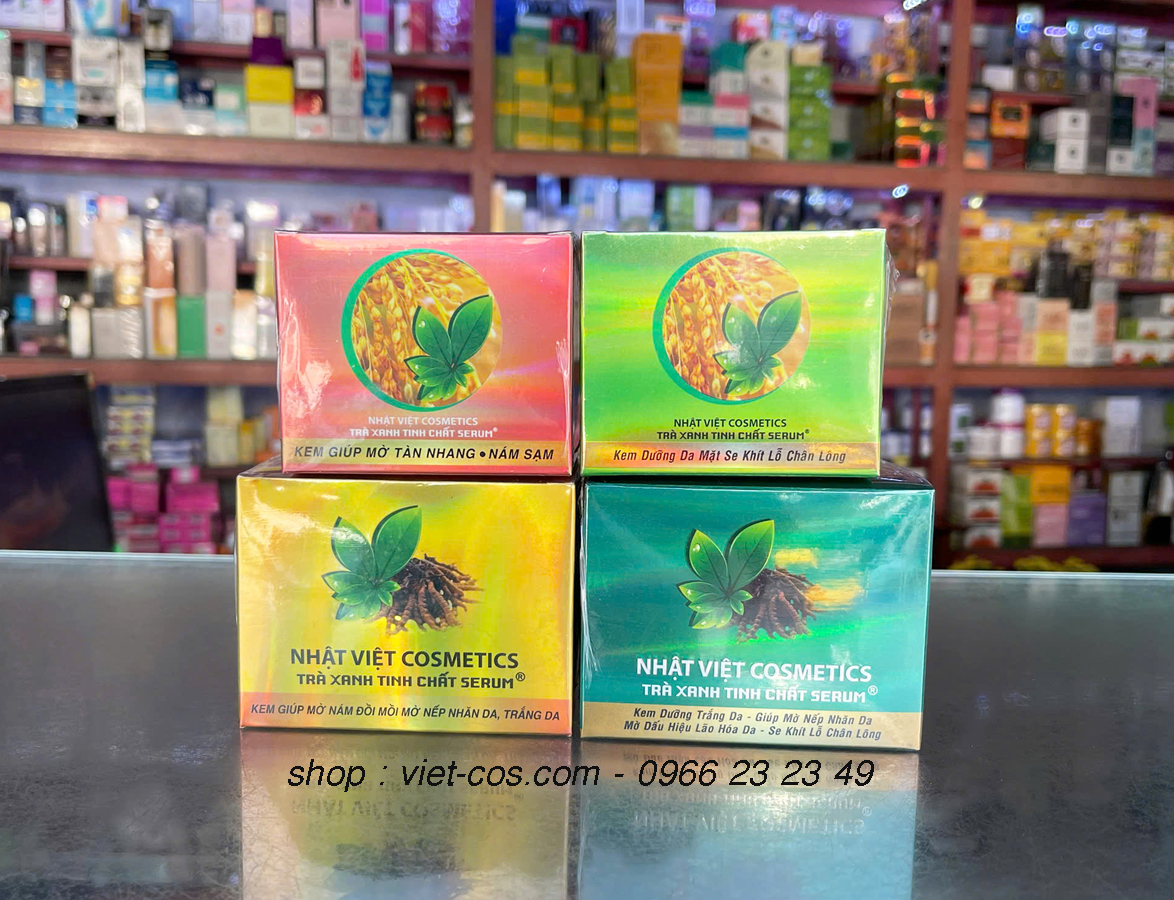 NHẬT VIỆT COSMETICS
TRÀ XANH TINH CHẤT SERUM®
KEM GIÚP MỜ TÀN NHANG • NÁM SẠM
NHẬT VIỆT COSMETICS
TRÀ XANH TINH CHẤT SERUM®
Kem Dưỡng Da Mặt Se Khít Lỗ Chân Lông
NHẬT VIỆT COSMETICS
TRÀ XANH TINH CHẤT SERUM®
KEM GIÚP MỜ NÁM ĐỒI MỒI MỜ NẾP NHĂN DA, TRẮNG DA
NHẬT VIỆT COSMETICS
TRÀ XANH TINH CHẤT SERUM®
Kem Dưỡng Trắng Da - Giúp Mờ Nếp Nhăn Da
Mờ Dấu Hiệu Lão Hóa Da - Se Khít Lỗ Chân Lông
shop : viet-cos.com - 0966 23 23 49